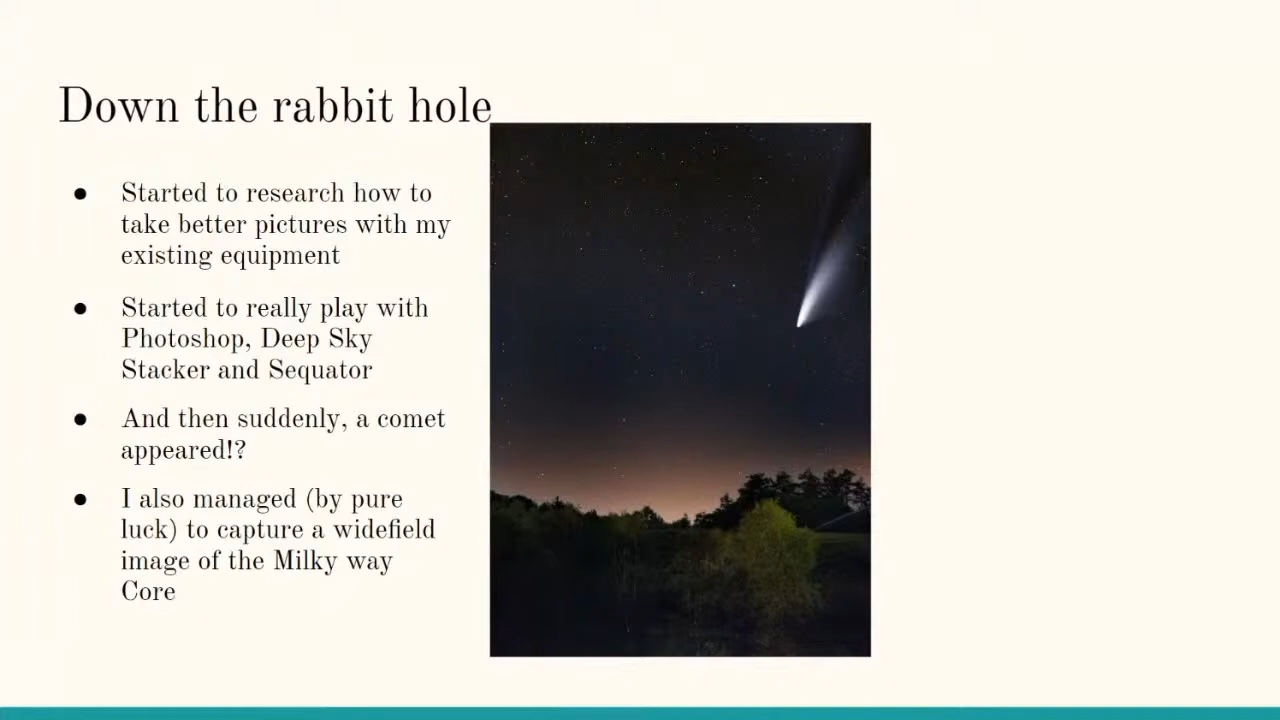 Down the rabbit hole
● Started to research how to
take better pictures with my
existing equipment
● Started to really play with
Photoshop, Deep Sky
Stacker and Sequator
● And then suddenly, a comet
appeared!?
● I also managed (by pure
luck) to capture a widefield
image of the Milky way
Core